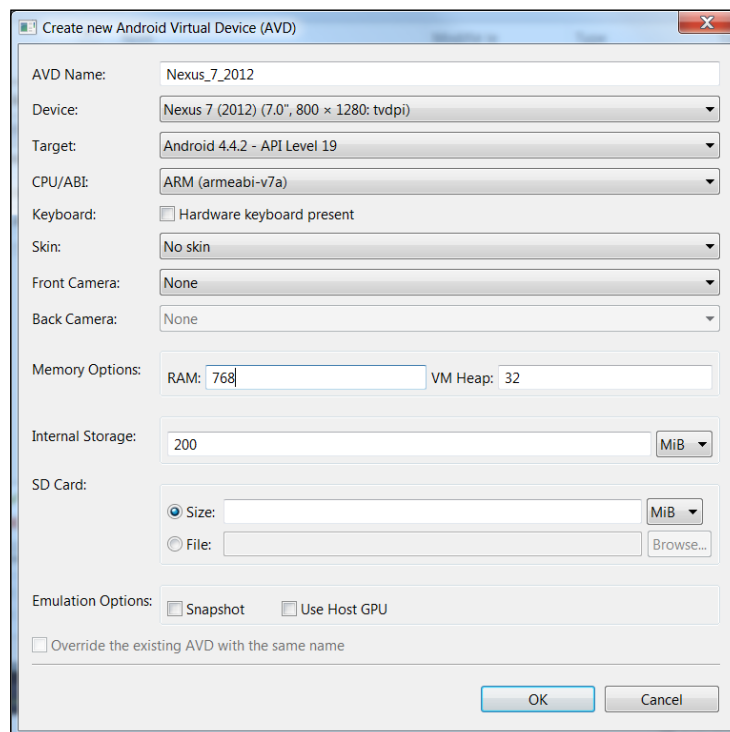 Create new Android Virtual Device (AVD)
AVD Name: Nexus_7_2012
Device: Nexus 7 (2012) (7.0", 800 × 1280: tvdpi)
Target: Android 4.4.2 - API Level 19
CPU/ABI: ARM (armeabi-v7a)
Keyboard: Hardware keyboard present
Skin: No skin
Front Camera: None
Back Camera: None
Memory Options: RAM: 768 VM Heap: 32
Internal Storage: 200 MiB
SD Card:
Size: MiB
File: Browse...
Emulation Options: Snapshot Use Host GPU
Override the existing AVD with the same name
OK Cancel